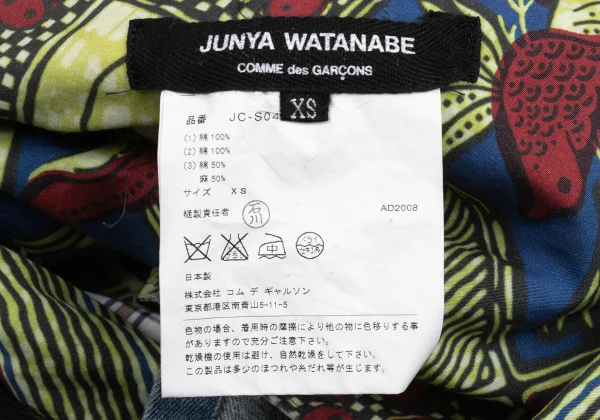 JUNYA WATANABE
COMME des GARÇONS
XS
品番 JC-S04
(1) 綿 100%
(2) 綿 100%
(3) 綿 50%
麻 50%
サイズ XS
縫製責任者 石川
AD2008
中 ドライ
日本製
株式会社 コム デ ギャルソン
東京都港区南青山5-11-5
色物の場合、着用時の摩擦により他の物に色移りする事
がありますので充分ご注意下さい。
乾燥機の使用は避け、自然乾燥をして下さい。
この製品は多少のほつれや糸だれ等が生じます。